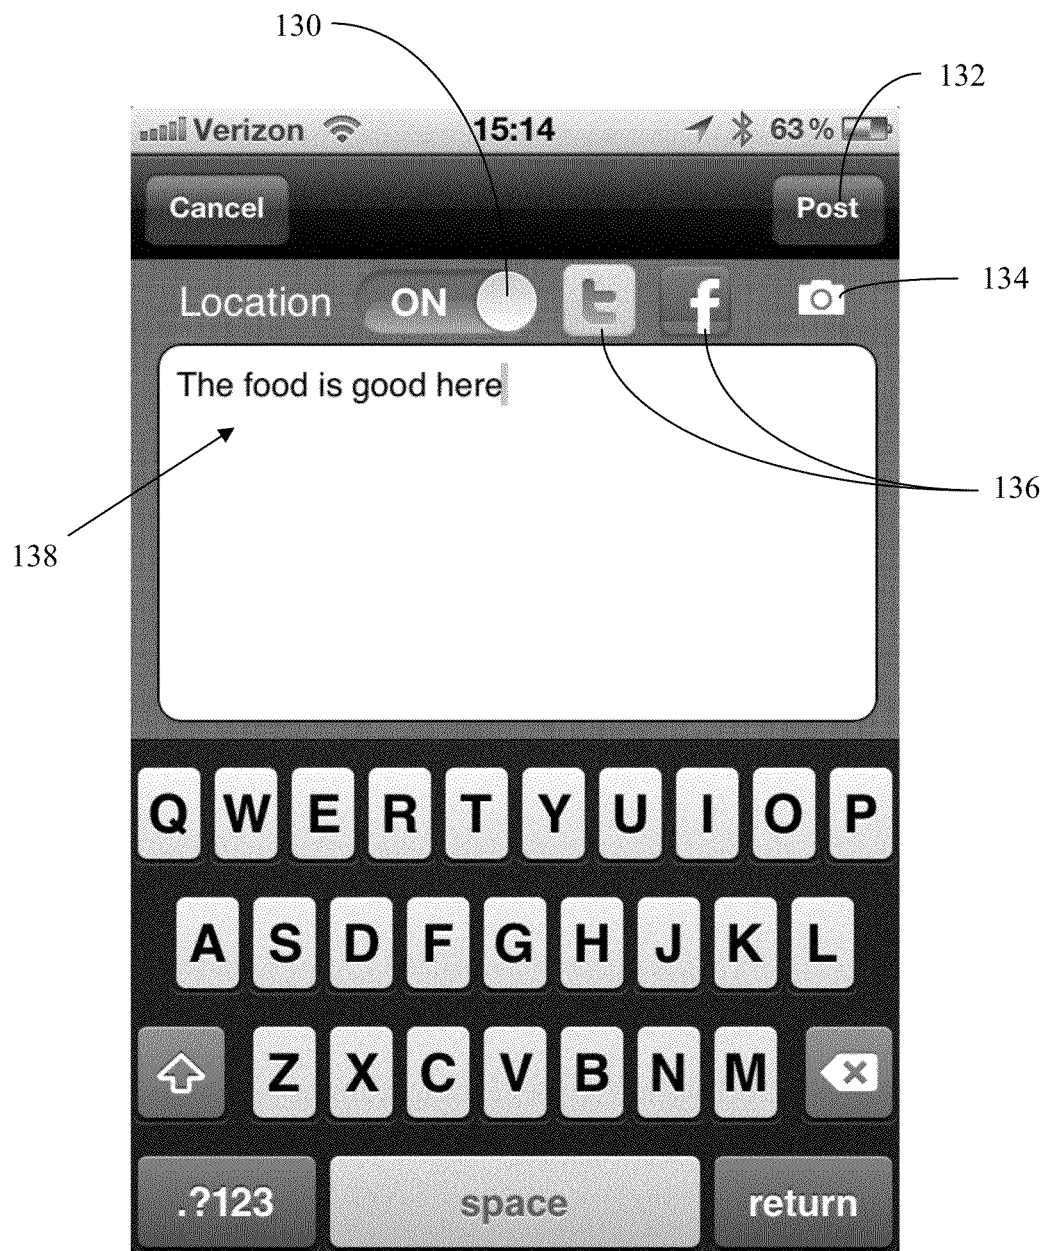 130
132
Verizon 15:14 63%
Cancel Post
134
Location ON t f
The food is good here
136
138
Q W E R T Y U I O P
A S D F G H J K L
Z X C V B N M
.?123 space return